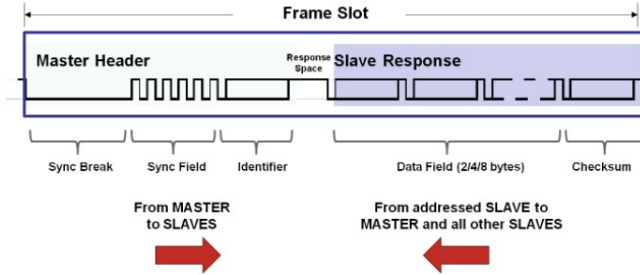 Frame Slot
Master Header
Response
Space
Slave Response
Sync Break
Sync Field
Identifier
Data Field (2/4/8 bytes)
Checksum
From MASTER
to SLAVES
From addressed SLAVE to
MASTER and all other SLAVES